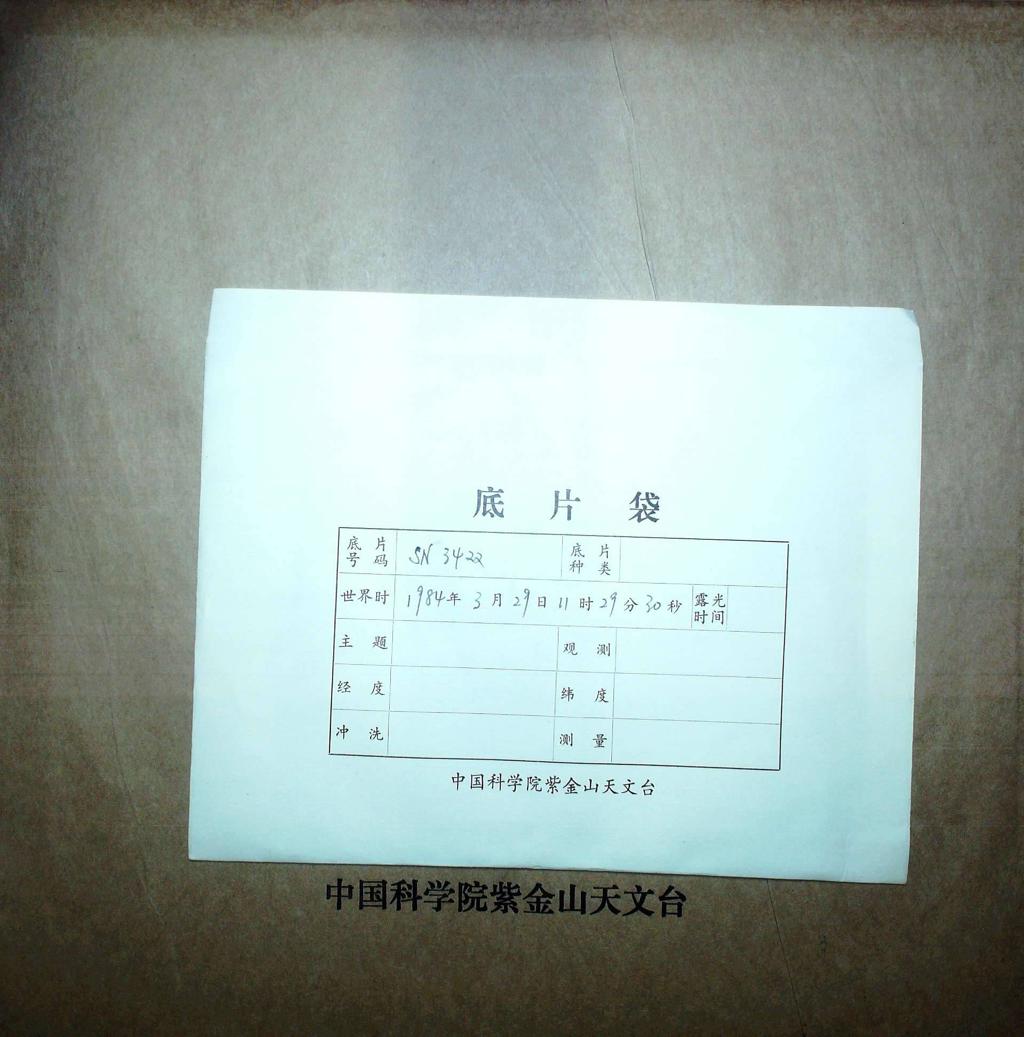 底片袋
底片号码 SN 3422 底片种类
世界时 1984年3月29日11时29分30秒 露光时间
主题 观测
经度 纬度
冲洗 测量
中国科学院紫金山天文台
中国科学院紫金山天文台